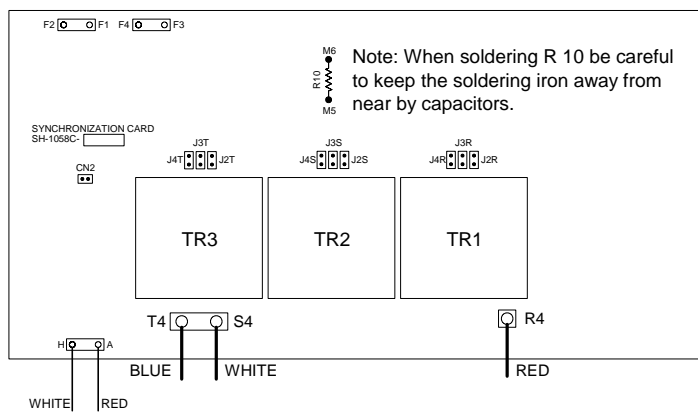 F2 F1 F4 F3
M6
R10
M5
Note: When soldering R 10 be careful
to keep the soldering iron away from
near by capacitors.
SYNCHRONIZATION CARD
SH-1058C-
CN2
J3T
J4T J2T
J3S
J4S J2S
J3R
J4R J2R
TR3
TR2
TR1
T4 S4
R4
H A
BLUE
WHITE
RED
WHITE RED